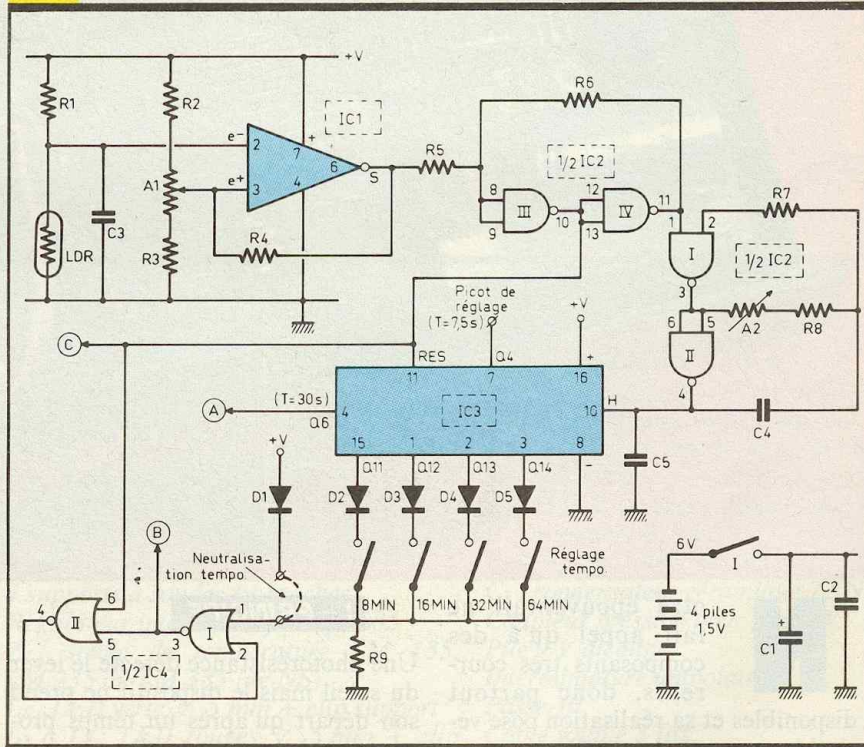 +V
R1
R2
R6
IC1
e-
2
7
+
6
S
R5
1/2 IC2
A1
e+
3
4
8
9
III
10
12
13
IV
11
1
2
R7
LDR
C3
R4
R3
I
1/2 IC2
3
6
5
A2
R8
II
4
Picot de
réglage
(T=7,5s)
+V
C
RES
11
7
Q4
16
+
A
(T=30s)
4
Q6
IC3
10
H
C4
15
1
2
3
8
-
C5
+V
Q11
Q12
Q13
Q14
D1
D2
D3
D4
D5
B
Neutralisa-
tion tempo
Réglage
tempo
6V
I
8MIN
16MIN
32MIN
64MIN
4 piles
1,5V
+
C1
C2
6
4
II
5
3
I
2
1/2 IC4
R9